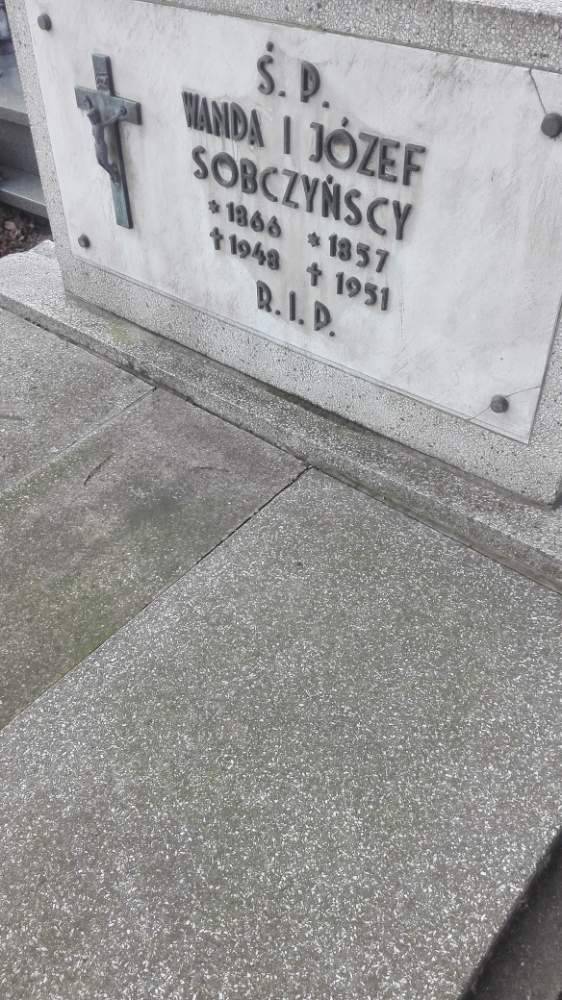 Ś. P.
WANDA I JÓZEF
SOBCZYŃSCY
* 1866 * 1857
† 1948 † 1951
R. I. P.